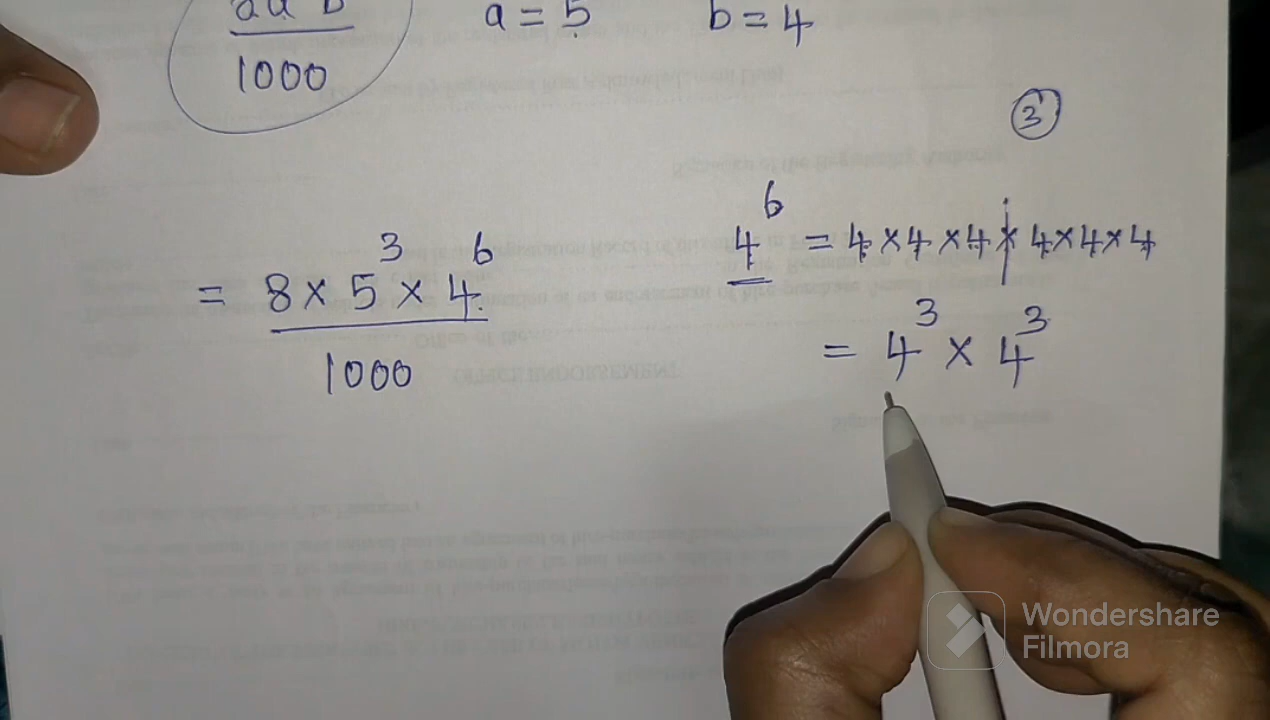 1000 a = 5 b = 4
3
4^6 = 4 × 4 × 4 × 4 × 4 × 4
= 8 × 5^3 × 4^6
1000
= 4^3 × 4^3
Wondershare
Filmora